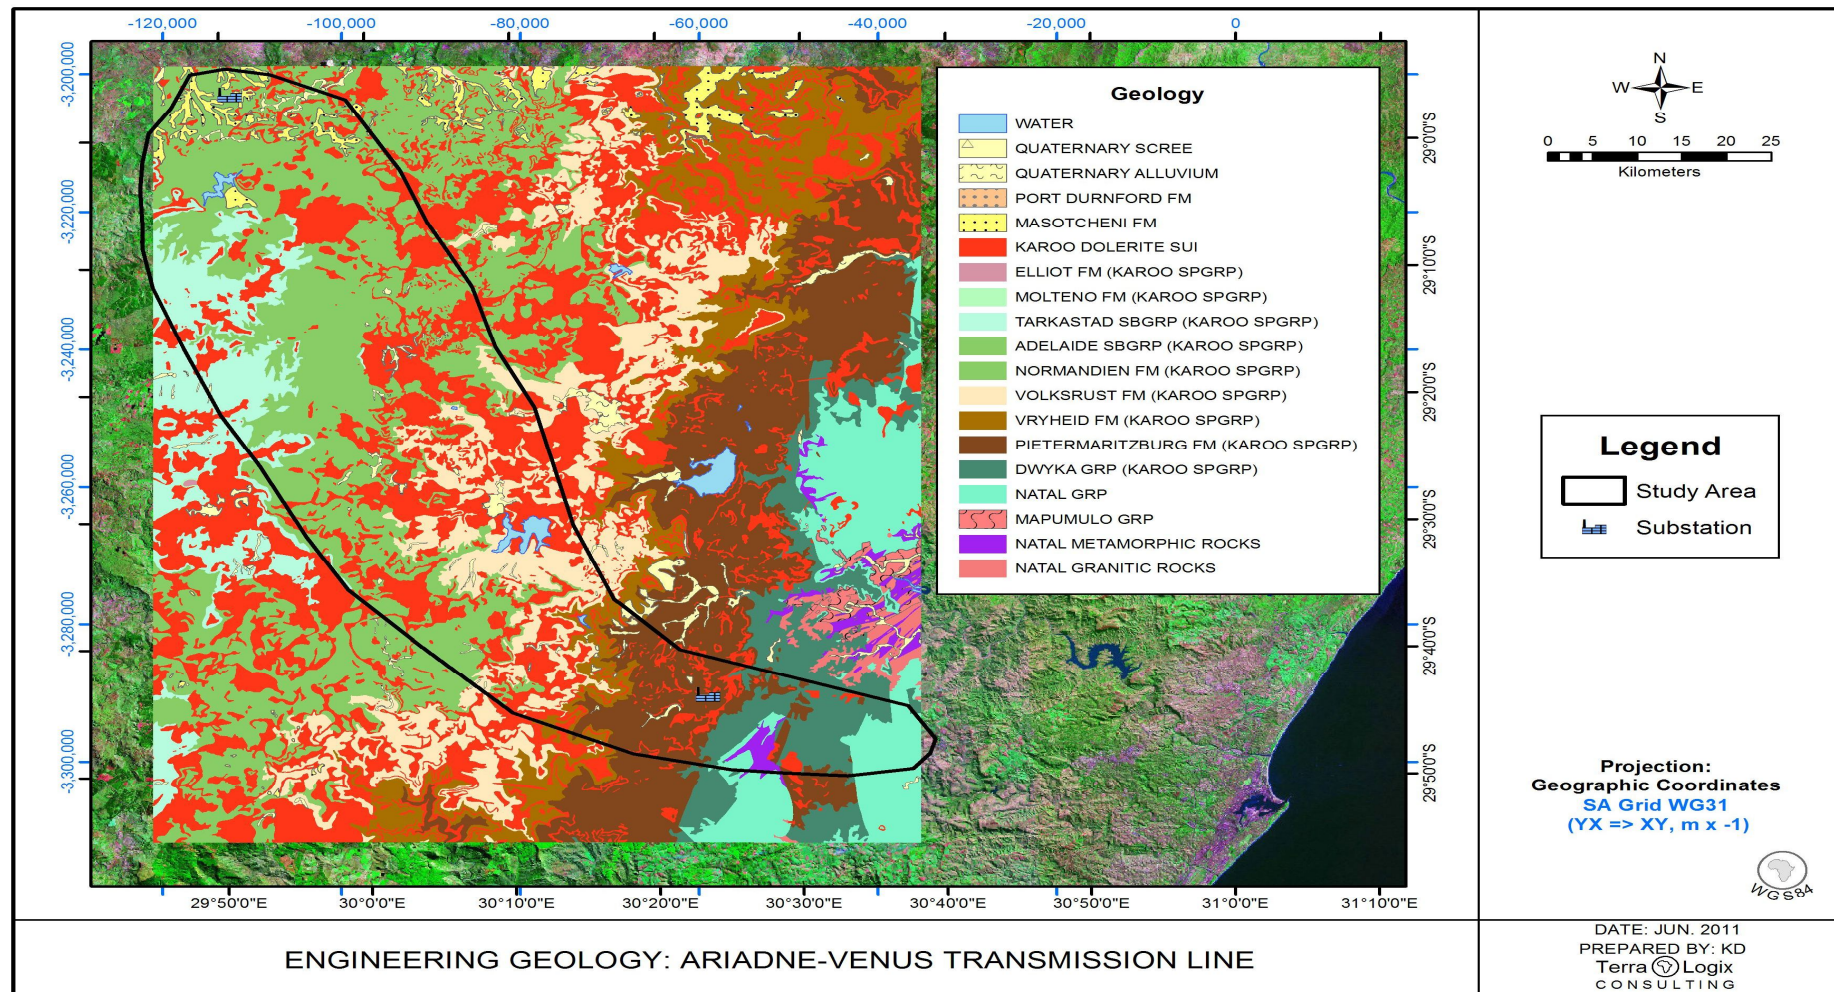 -120,000 -100,000 -80,000 -60,000 -40,000 -20,000 0
-3,200,000
-3,220,000
-3,240,000
-3,260,000
-3,280,000
-3,300,000
Geology
WATER
QUATERNARY SCREE
QUATERNARY ALLUVIUM
PORT DURNFORD FM
MASOTCHENI FM
KAROO DOLERITE SUI
ELLIOT FM (KAROO SPGRP)
MOLTENO FM (KAROO SPGRP)
TARKASTAD SBGRP (KAROO SPGRP)
ADELAIDE SBGRP (KAROO SPGRP)
NORMANDIEN FM (KAROO SPGRP)
VOLKSRUST FM (KAROO SPGRP)
VRYHEID FM (KAROO SPGRP)
PIETERMARITZBURG FM (KAROO SPGRP)
DWYKA GRP (KAROO SPGRP)
NATAL GRP
MAPUMULO GRP
NATAL METAMORPHIC ROCKS
NATAL GRANITIC ROCKS
29°0'0"S
29°10'0"S
29°20'0"S
29°30'0"S
29°40'0"S
29°50'0"S
29°50'0"E 30°0'0"E 30°10'0"E 30°20'0"E 30°30'0"E 30°40'0"E 30°50'0"E 31°0'0"E 31°10'0"E
N
W E
S
0 5 10 15 20 25
Kilometers
Legend
Study Area
Substation
Projection:
Geographic Coordinates
SA Grid WG31
(YX => XY, m x -1)
WGS84
ENGINEERING GEOLOGY: ARIADNE-VENUS TRANSMISSION LINE
DATE: JUN. 2011
PREPARED BY: KD
Terra Logix
CONSULTING